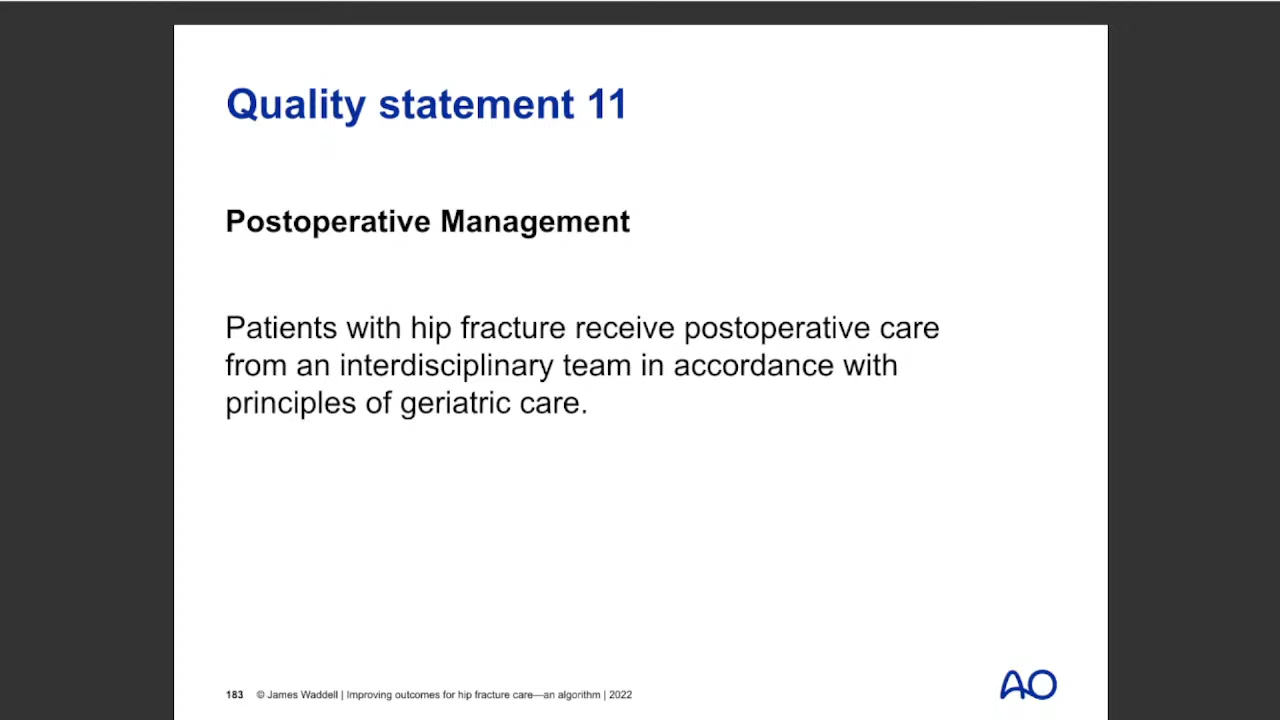 Quality statement 11
Postoperative Management
Patients with hip fracture receive postoperative care
from an interdisciplinary team in accordance with
principles of geriatric care.
183 © James Waddell | Improving outcomes for hip fracture care—an algorithm | 2022
AO